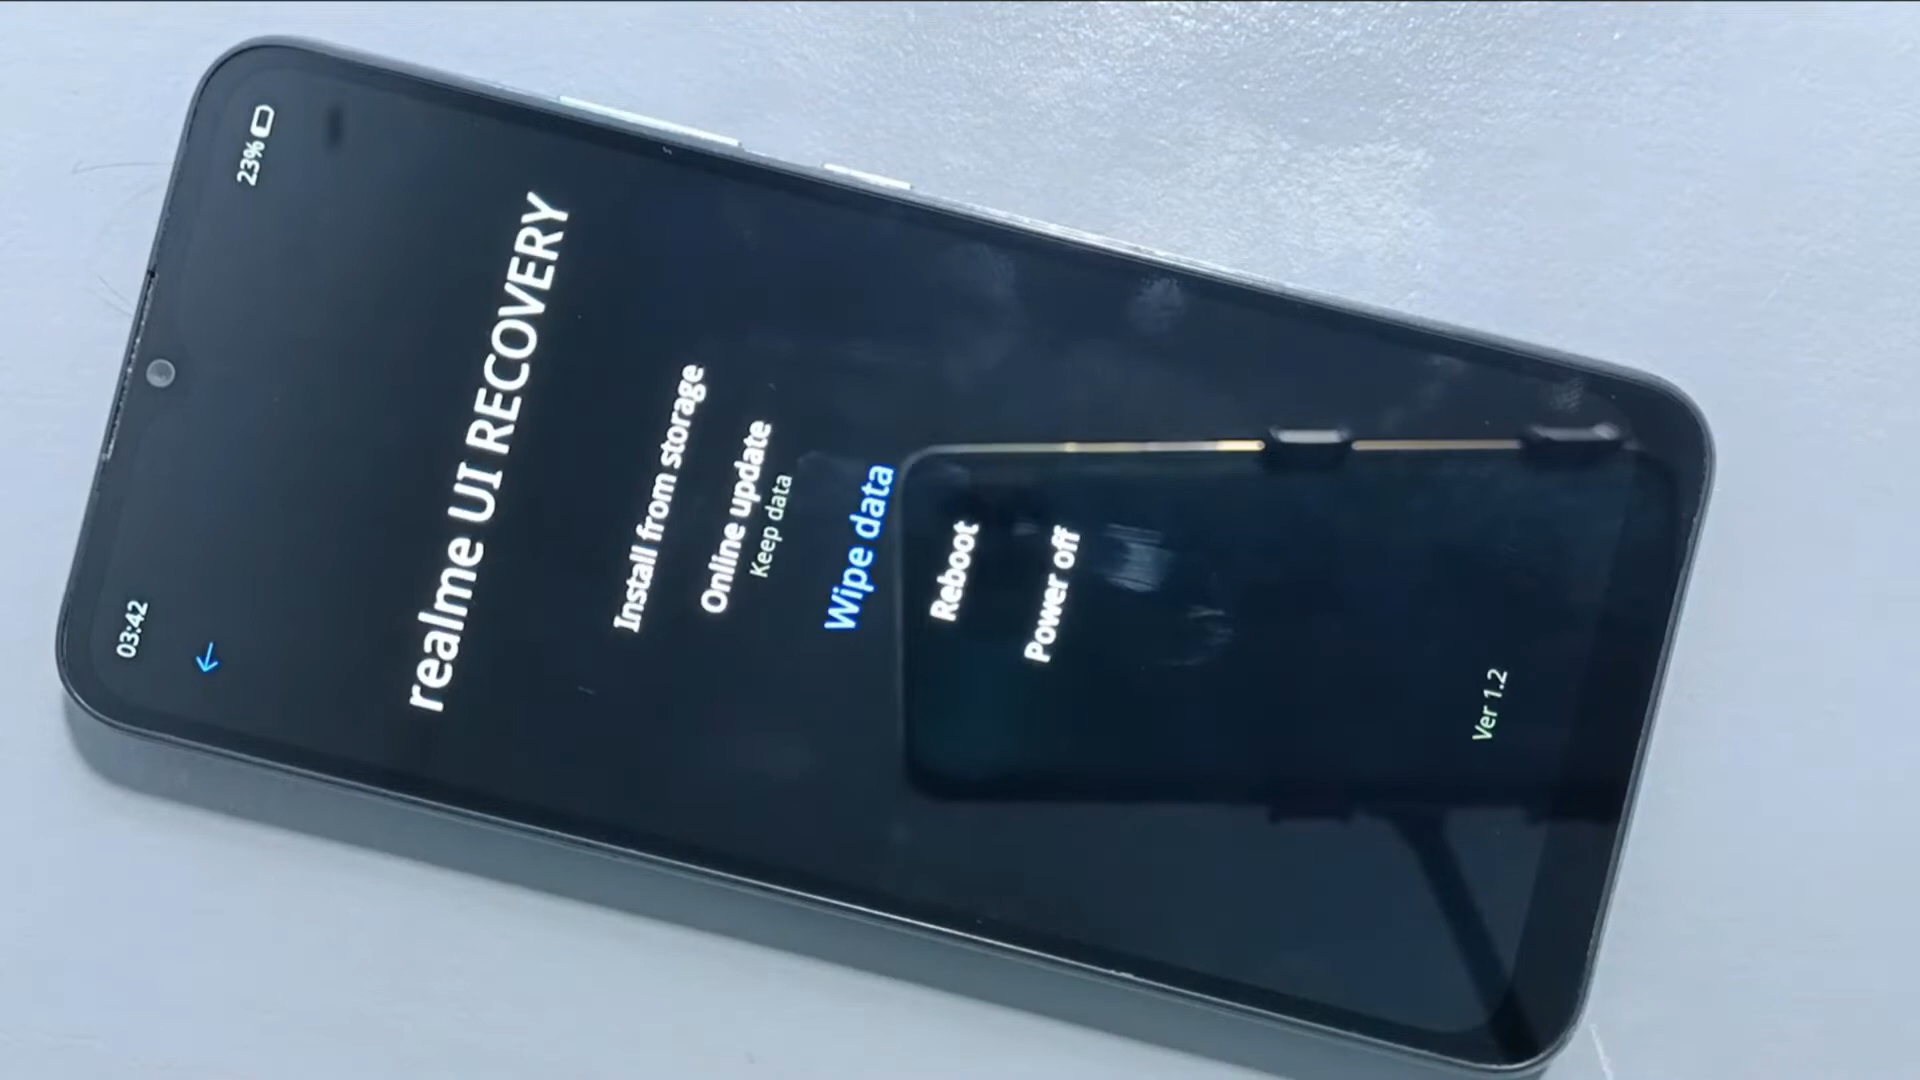 03:42
23%
realme UI RECOVERY
Install from storage
Online update
Keep data
Wipe data
Reboot
Power off
Ver 1.2